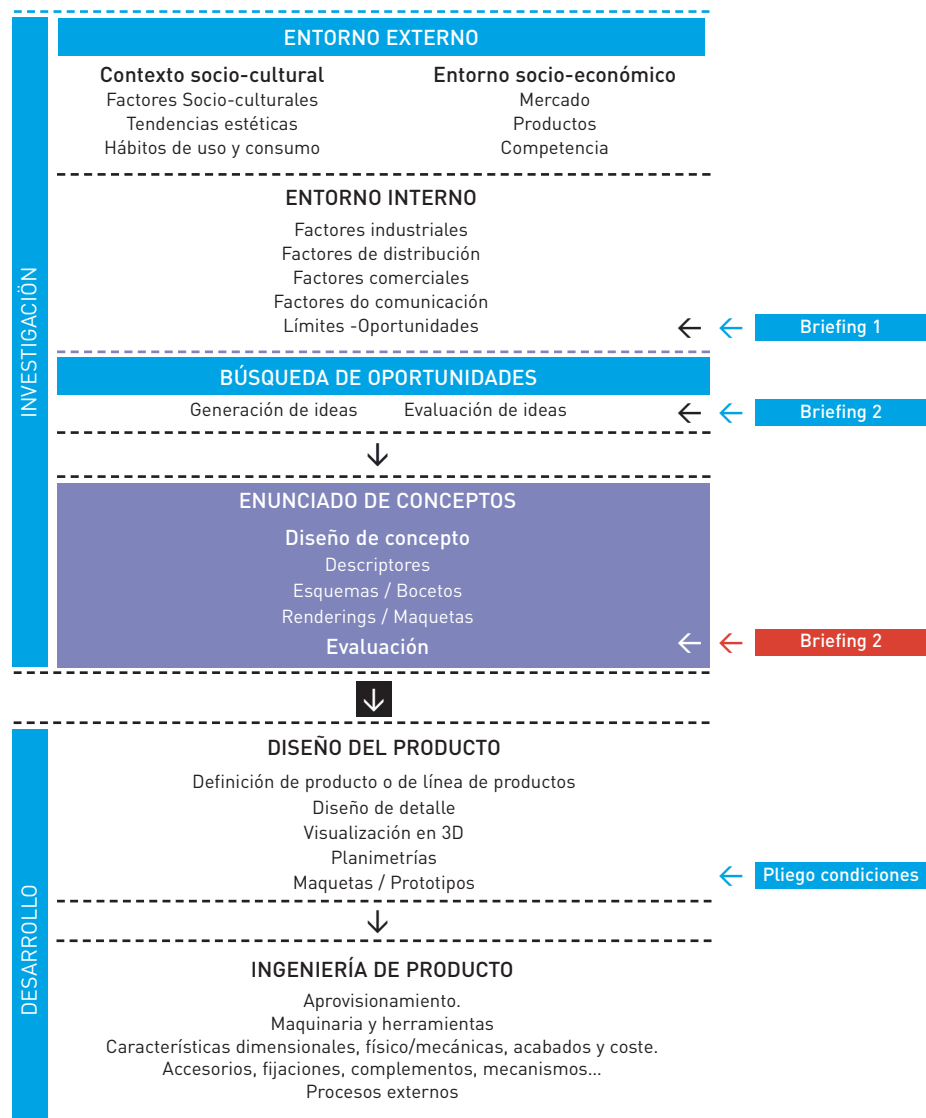 ENTORNO EXTERNO
Contexto socio-cultural
Factores Socio-culturales
Tendencias estéticas
Hábitos de uso y consumo
Entorno socio-económico
Mercado
Productos
Competencia
ENTORNO INTERNO
Factores industriales
Factores de distribución
Factores comerciales
Factores do comunicación
Límites -Oportunidades
Briefing 1
INVESTIGACIÖN
BÚSQUEDA DE OPORTUNIDADES
Generación de ideas Evaluación de ideas
Briefing 2
ENUNCIADO DE CONCEPTOS
Diseño de concepto
Descriptores
Esquemas / Bocetos
Renderings / Maquetas
Evaluación
Briefing 2
DISEÑO DEL PRODUCTO
Definición de producto o de línea de productos
Diseño de detalle
Visualización en 3D
Planimetrías
Maquetas / Prototipos
Pliego condiciones
DESARROLLO
INGENIERÍA DE PRODUCTO
Aprovisionamiento.
Maquinaria y herramientas
Características dimensionales, físico/mecánicas, acabados y coste.
Accesorios, fijaciones, complementos, mecanismos...
Procesos externos